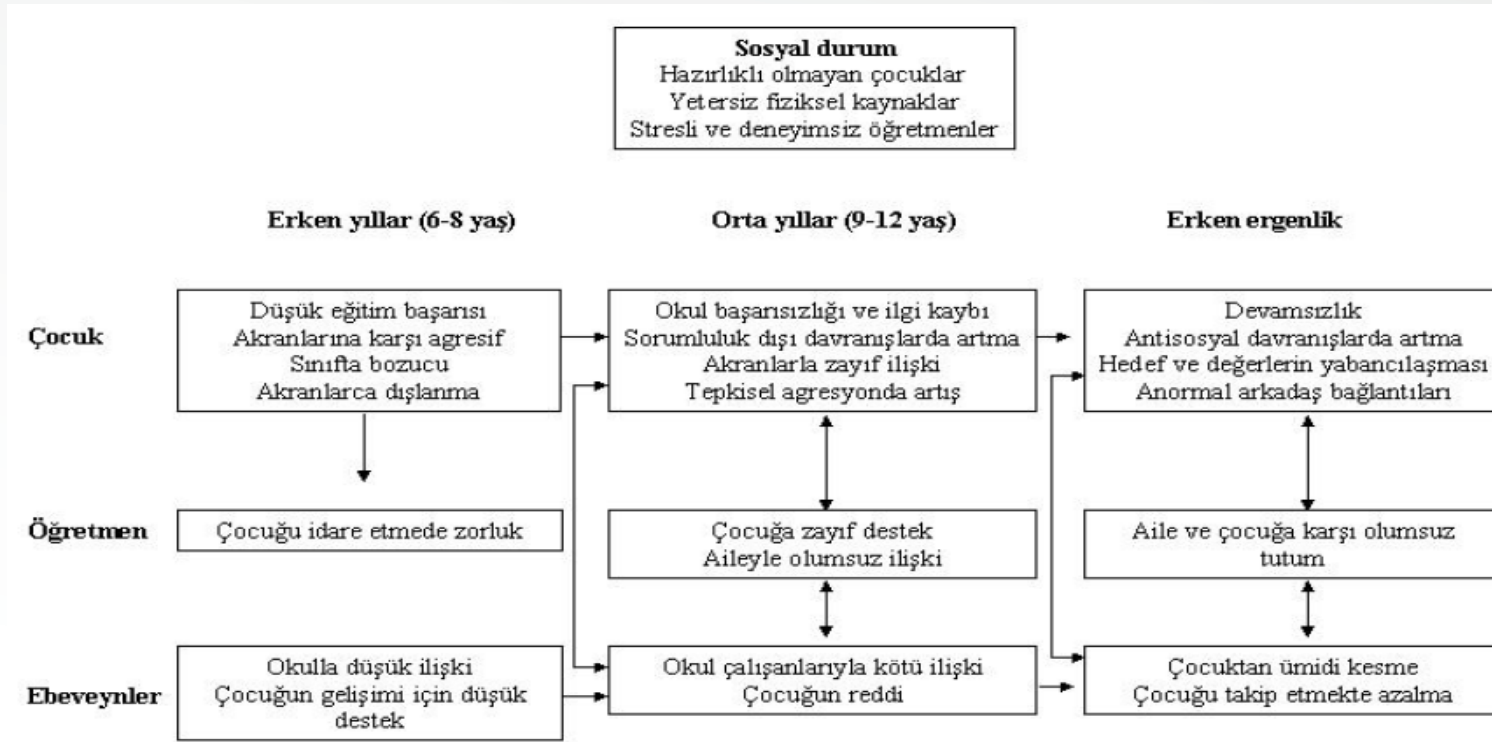 Sosyal durum
Hazırlıklı olmayan çocuklar
Yetersiz fiziksel kaynaklar
Stresli ve deneyimsiz öğretmenler
Erken yıllar (6-8 yaş)
Orta yıllar (9-12 yaş)
Erken ergenlik
Çocuk
Düşük eğitim başarısı
Akranlarına karşı agresif
Sınıfta bozucu
Akranlarca dışlanma
Okul başarısızlığı ve ilgi kaybı
Sorumluluk dışı davranışlarda artma
Akranlarla zayıf ilişki
Tepkisel agresyonda artış
Devamsızlık
Antisosyal davranışlarda artma
Hedef ve değerlerin yabancılaşması
Anormal arkadaş bağlantıları
Öğretmen
Çocuğu idare etmede zorluk
Çocuğa zayıf destek
Aileyle olumsuz ilişki
Aile ve çocuğa karşı olumsuz
tutum
Ebeveynler
Okulla düşük ilişki
Çocuğun gelişimi için düşük
destek
Okul çalışanlarıyla kötü ilişki
Çocuğun reddi
Çocuktan ümidi kesme
Çocuğu takip etmekte azalma